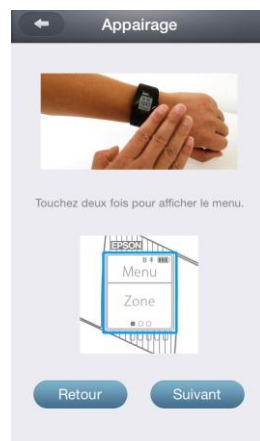 Appairage
Touchez deux fois pour afficher le menu.
EPSON
Menu
Zone
Retour
Suivant